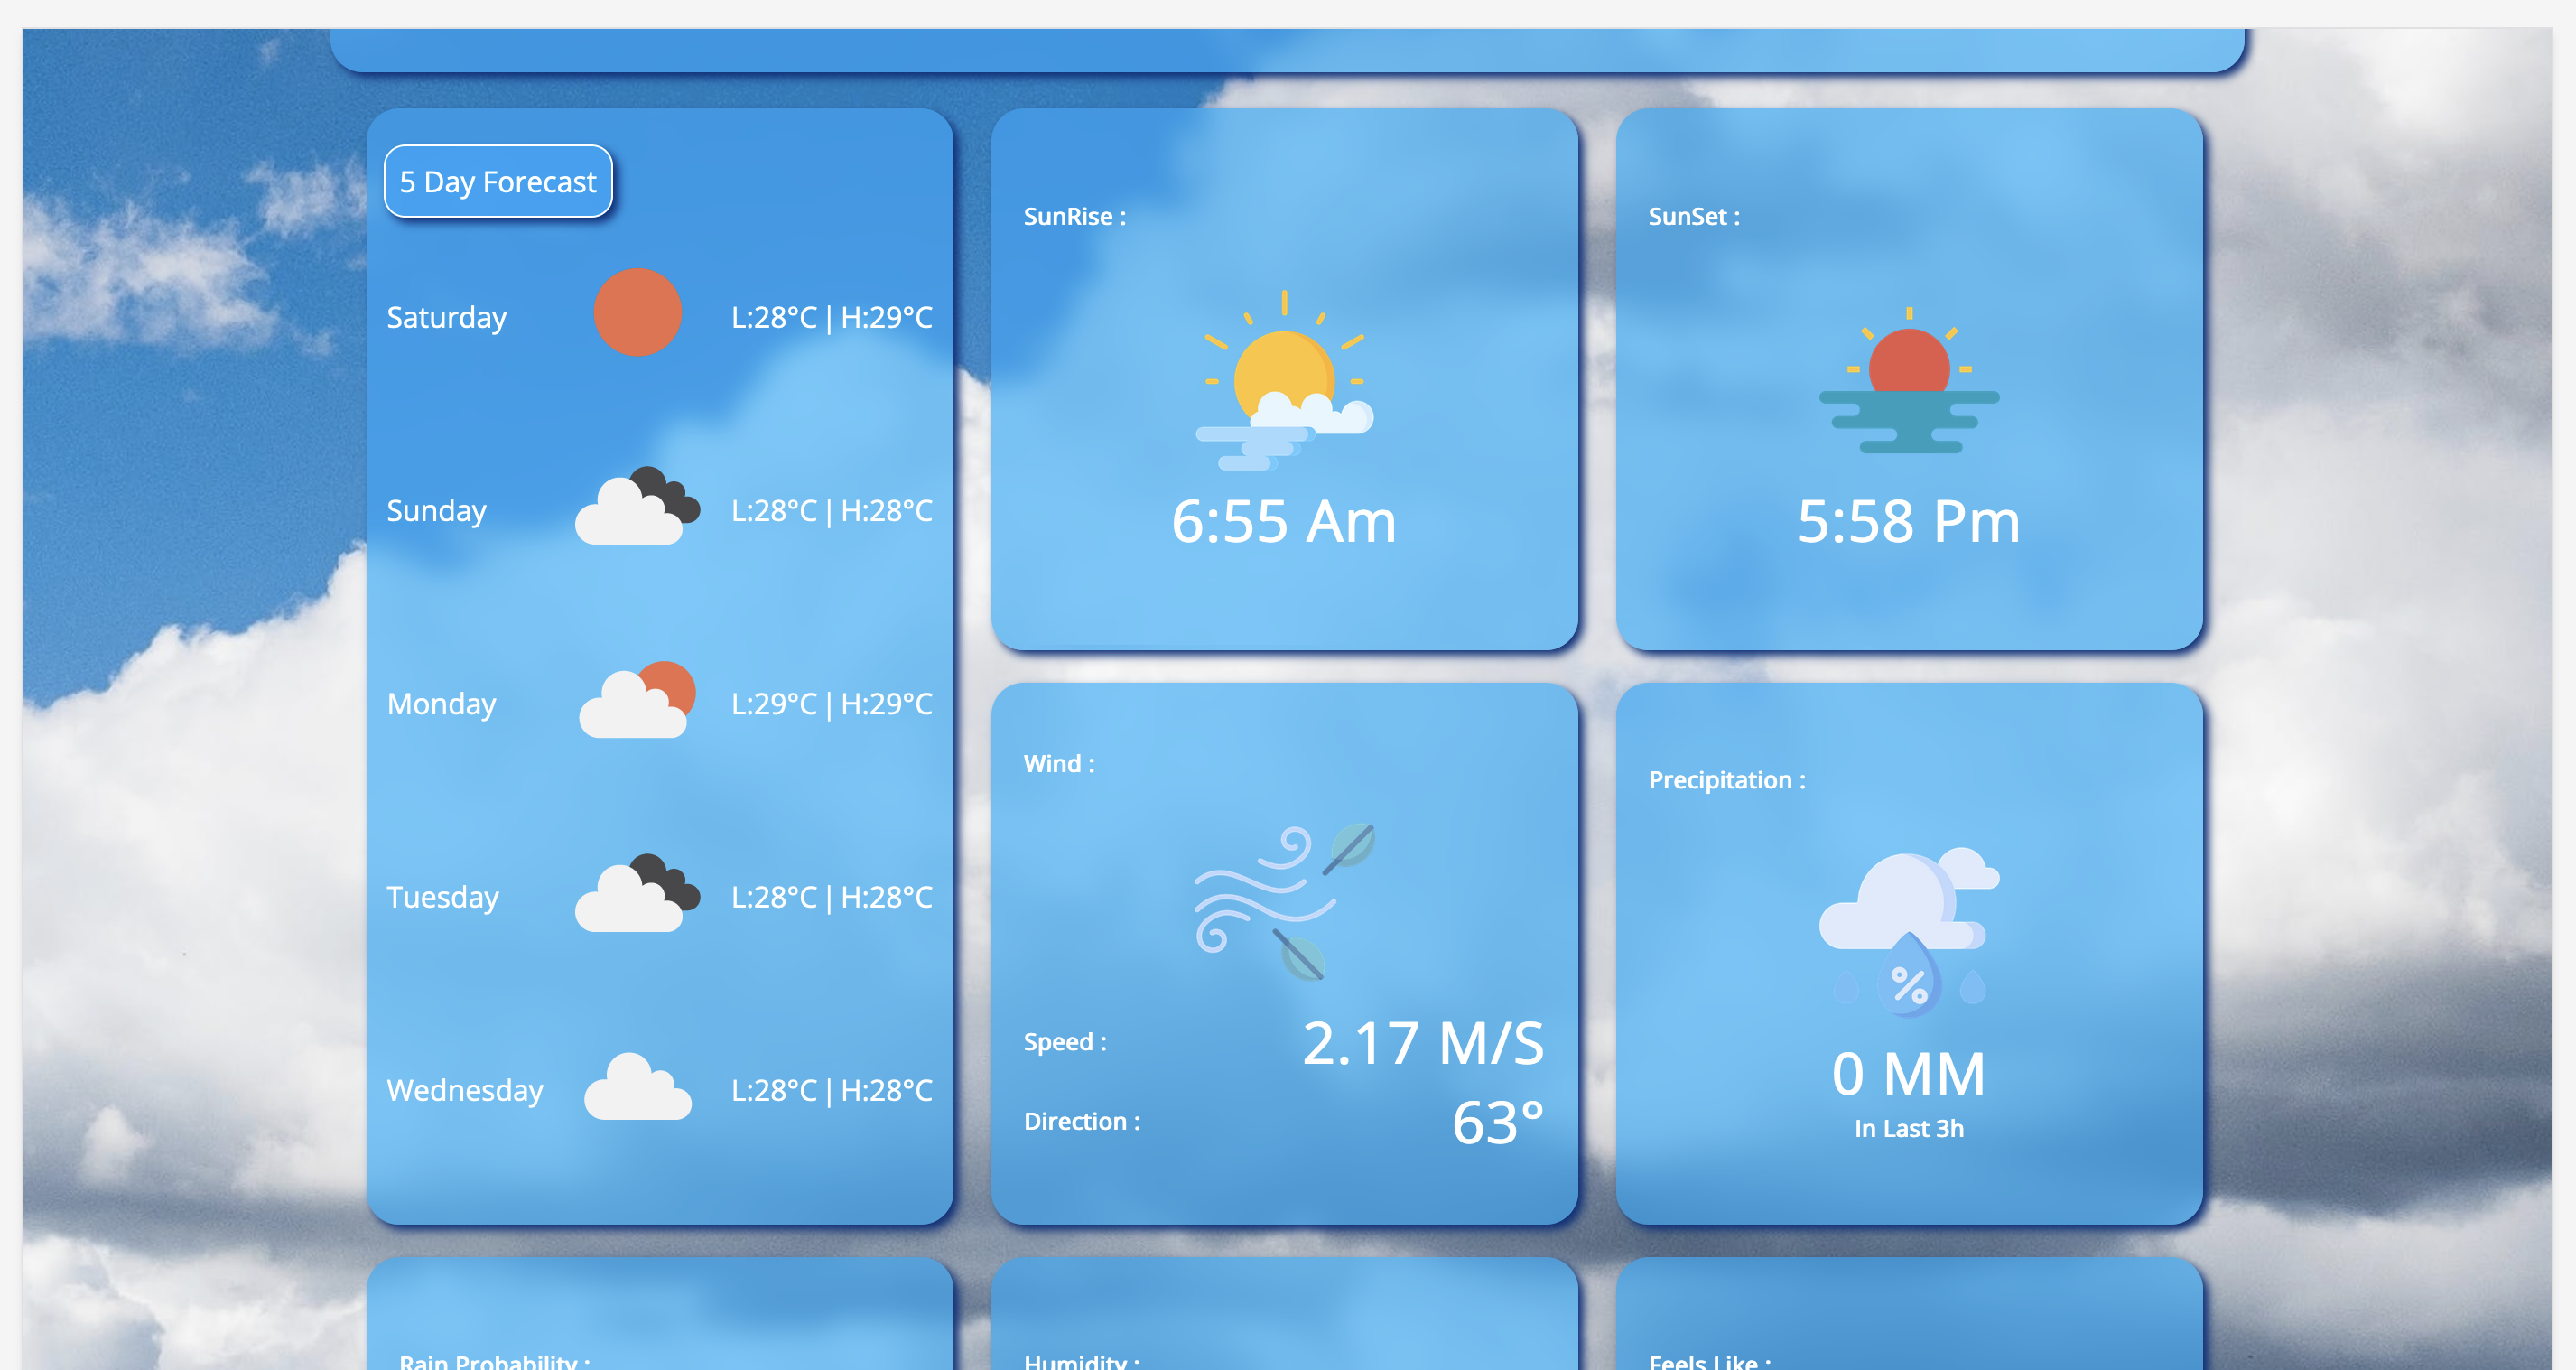 5 Day Forecast
Saturday L:28°C | H:29°C
Sunday L:28°C | H:28°C
Monday L:29°C | H:29°C
Tuesday L:28°C | H:28°C
Wednesday L:28°C | H:28°C
SunRise :
6:55 Am
SunSet :
5:58 Pm
Wind :
Speed : 2.17 M/S
Direction : 63°
Precipitation :
%
0 MM
In Last 3h
Rain Probability :
Humidity :
Feels Like :